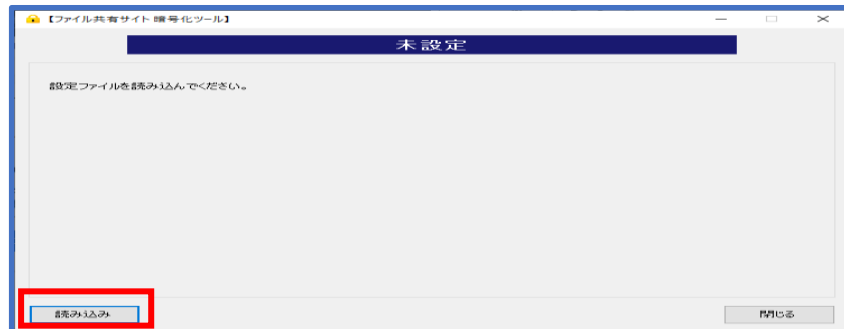 【ファイル共有サイト 暗号化ツール】
未設定
設定ファイルを読み込んでください。
読み込み
閉じる